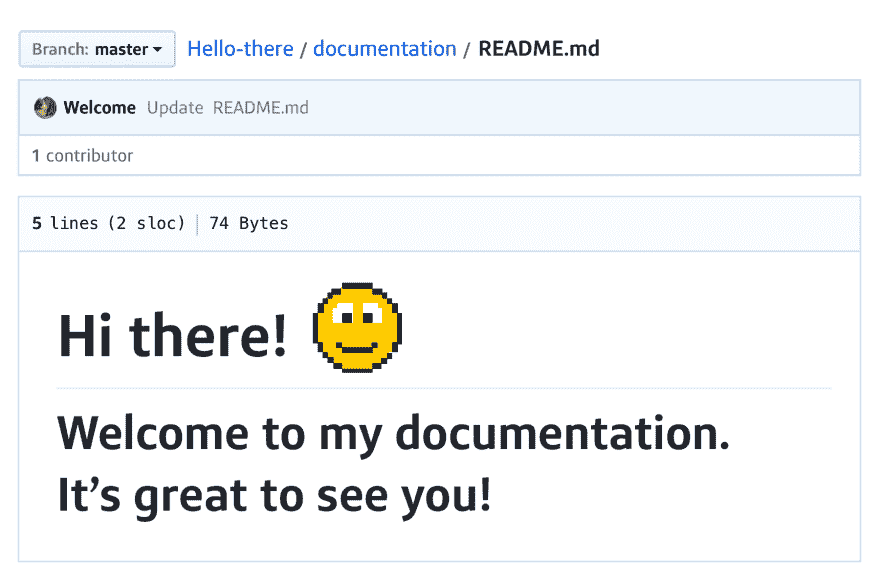 Branch: master Hello-there / documentation / README.md
Welcome Update README.md
1 contributor
5 lines (2 sloc) | 74 Bytes
Hi there!
Welcome to my documentation.
It’s great to see you!